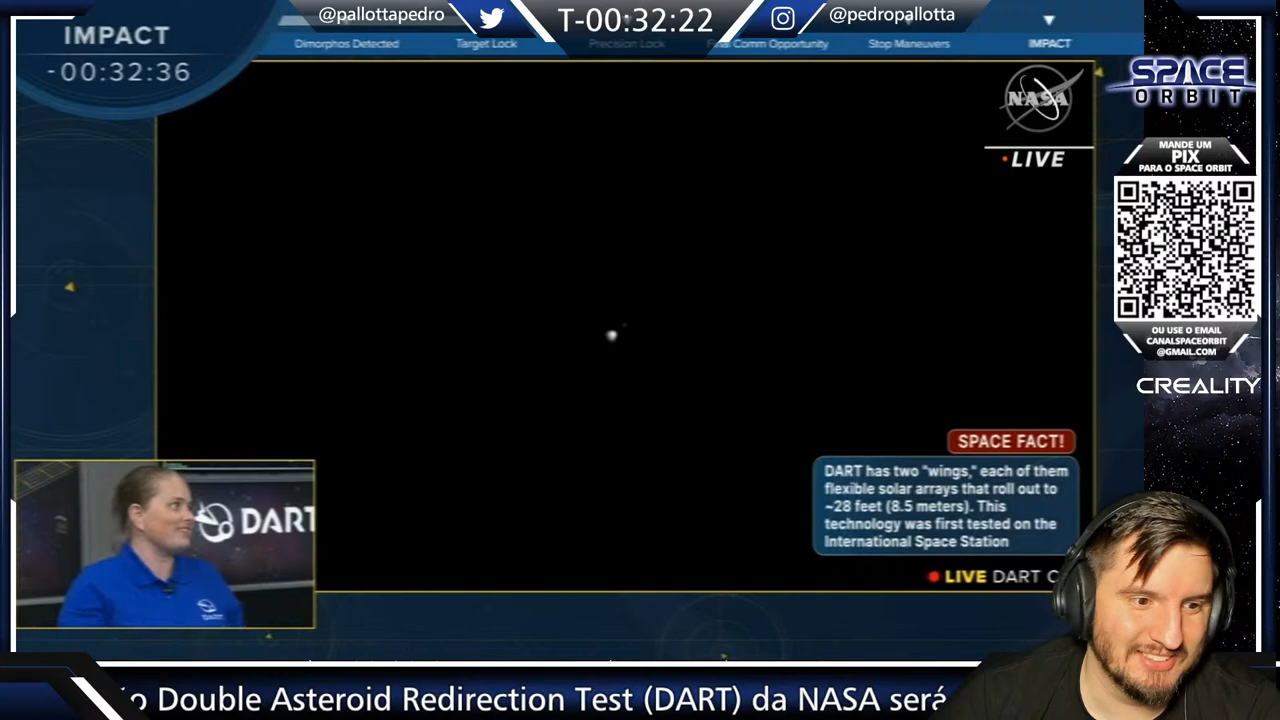 IMPACT
-00:32:36
@pallottapedro
T-00:32:22
@pedropallotta
Dimorphos Detected
Target Lock
Precision Lock
Comm Opportunity
Stop Maneuvers
IMPACT
NASA
LIVE
SPACE
ORBIT
MANDE UM
PIX
PARA O SPACE ORBIT
OU USE O EMAIL
CANALSPACEORBIT
@GMAIL.COM
CREALITY
SPACE FACT!
DART has two "wings," each of them
flexible solar arrays that roll out to
~28 feet (8.5 meters). This
technology was first tested on the
International Space Station
LIVE DART
DART
DART
Double Asteroid Redirection Test (DART) da NASA será